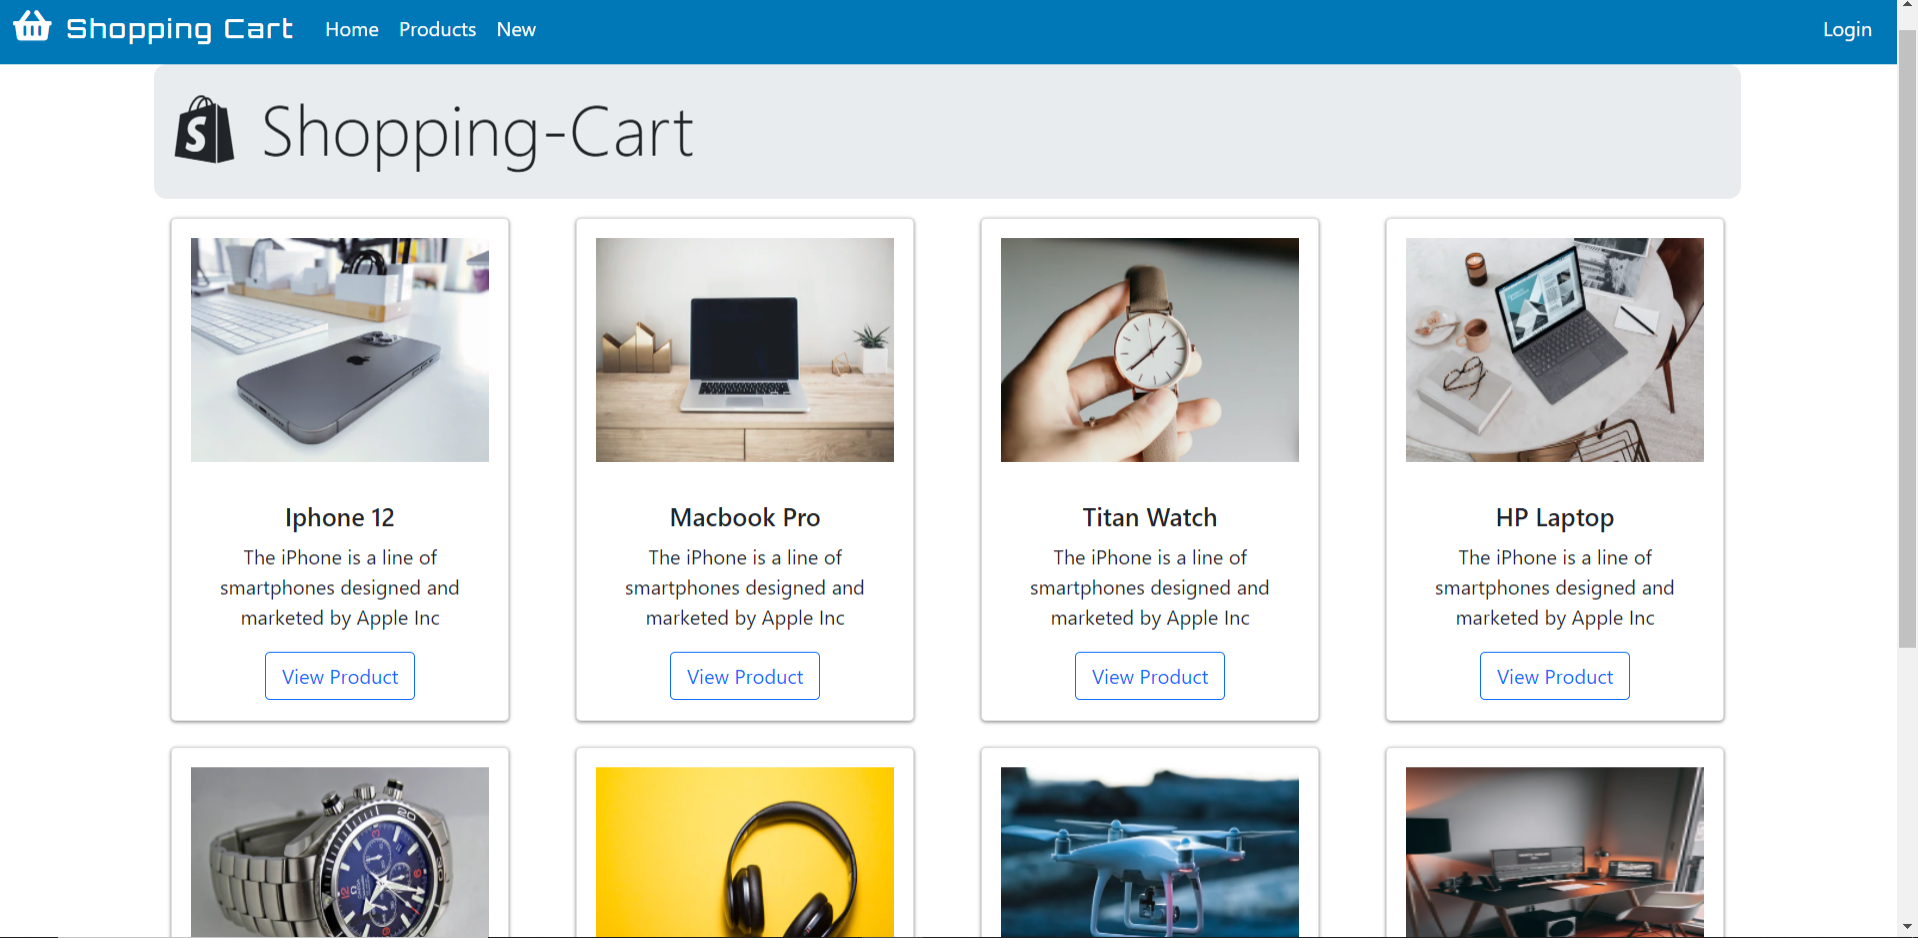 Shopping Cart Home Products New Login
Shopping-Cart
Iphone 12
The iPhone is a line of
smartphones designed and
marketed by Apple Inc
View Product
Macbook Pro
The iPhone is a line of
smartphones designed and
marketed by Apple Inc
View Product
Titan Watch
The iPhone is a line of
smartphones designed and
marketed by Apple Inc
View Product
HP Laptop
The iPhone is a line of
smartphones designed and
marketed by Apple Inc
View Product